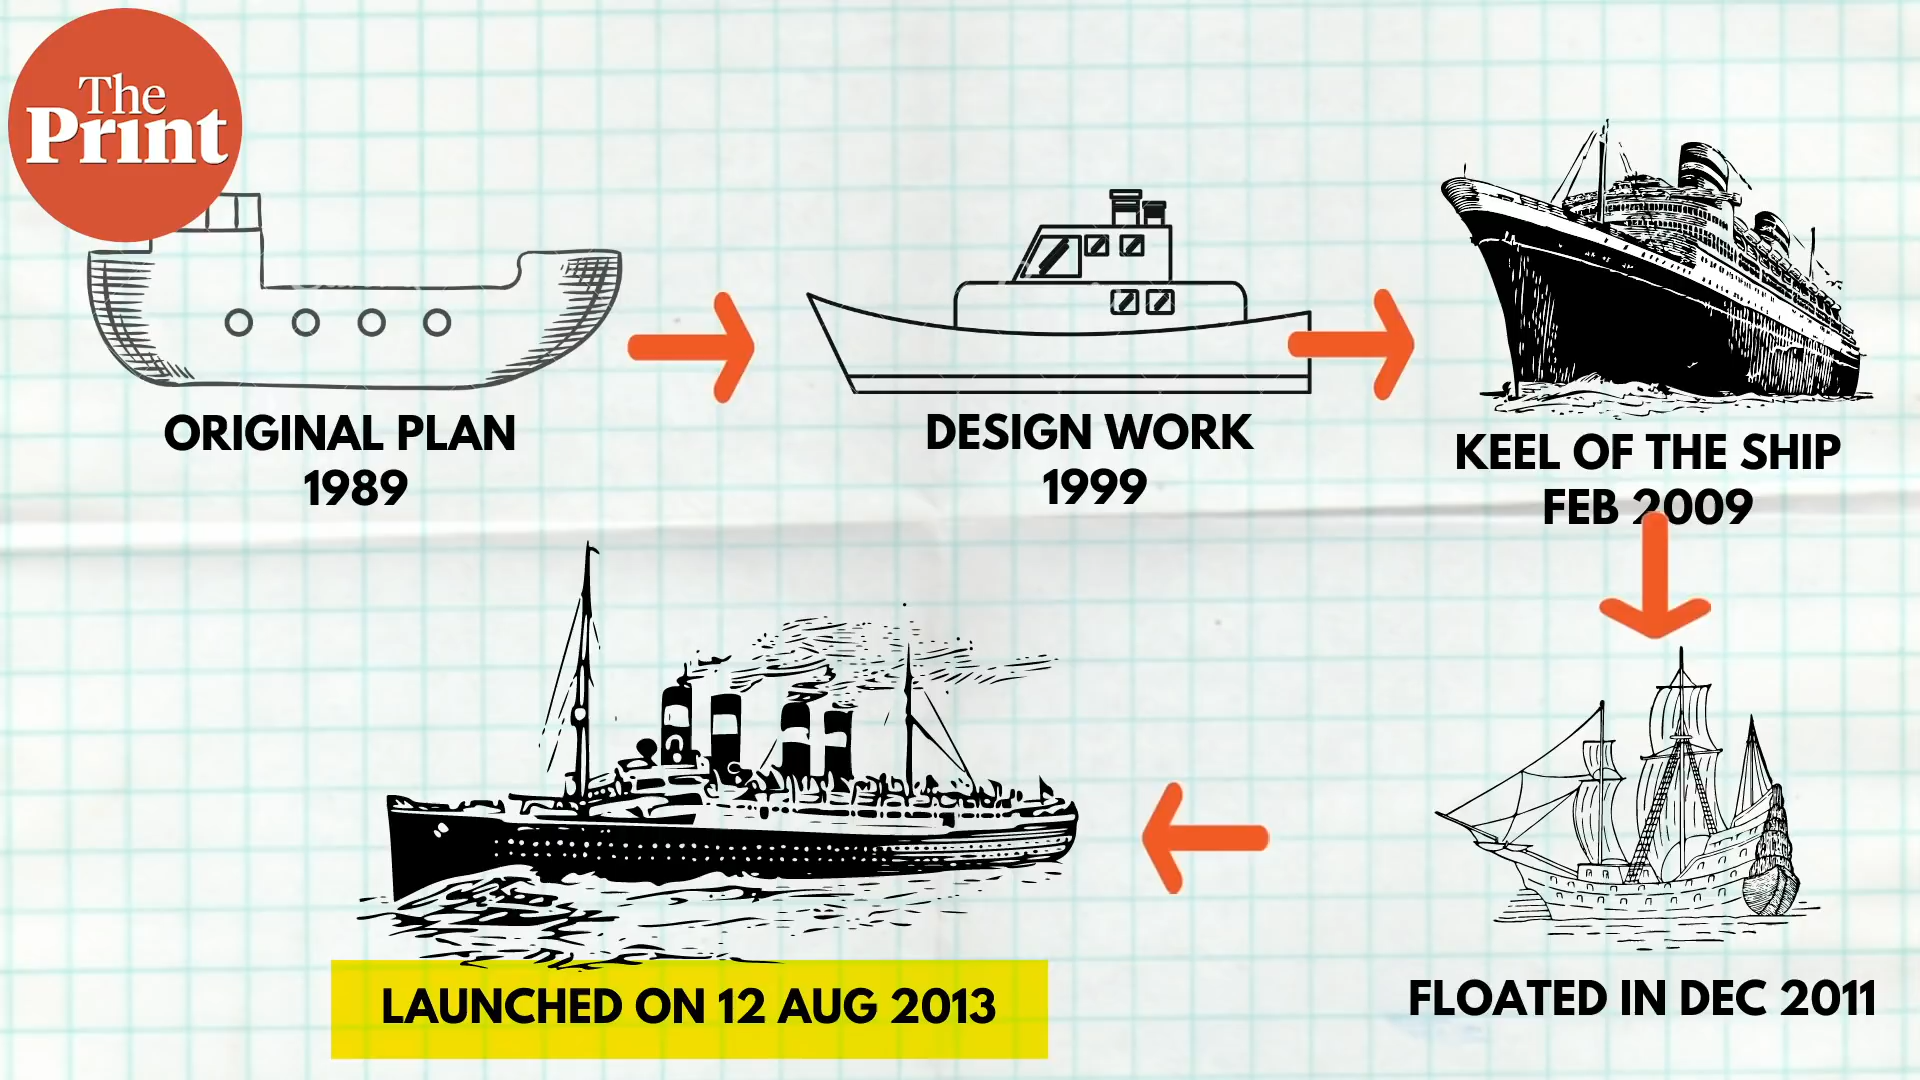 The
Print
ORIGINAL PLAN
1989
DESIGN WORK
1999
KEEL OF THE SHIP
FEB 2009
FLOATED IN DEC 2011
LAUNCHED ON 12 AUG 2013